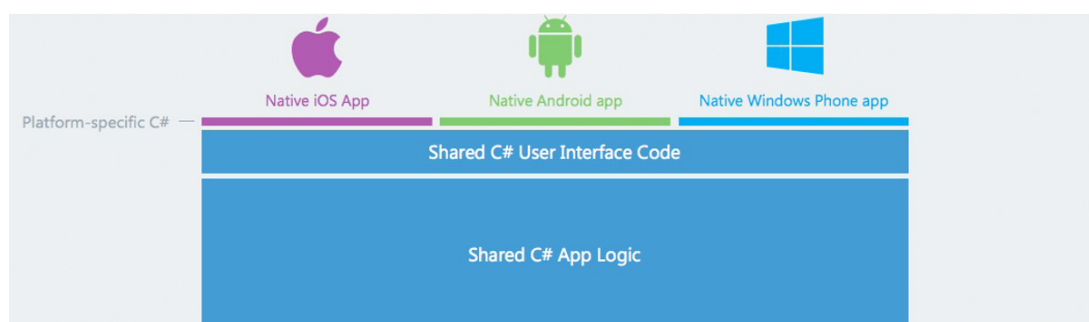 Native iOS App
Native Android app
Native Windows Phone app
Platform-specific C#
Shared C# User Interface Code
Shared C# App Logic